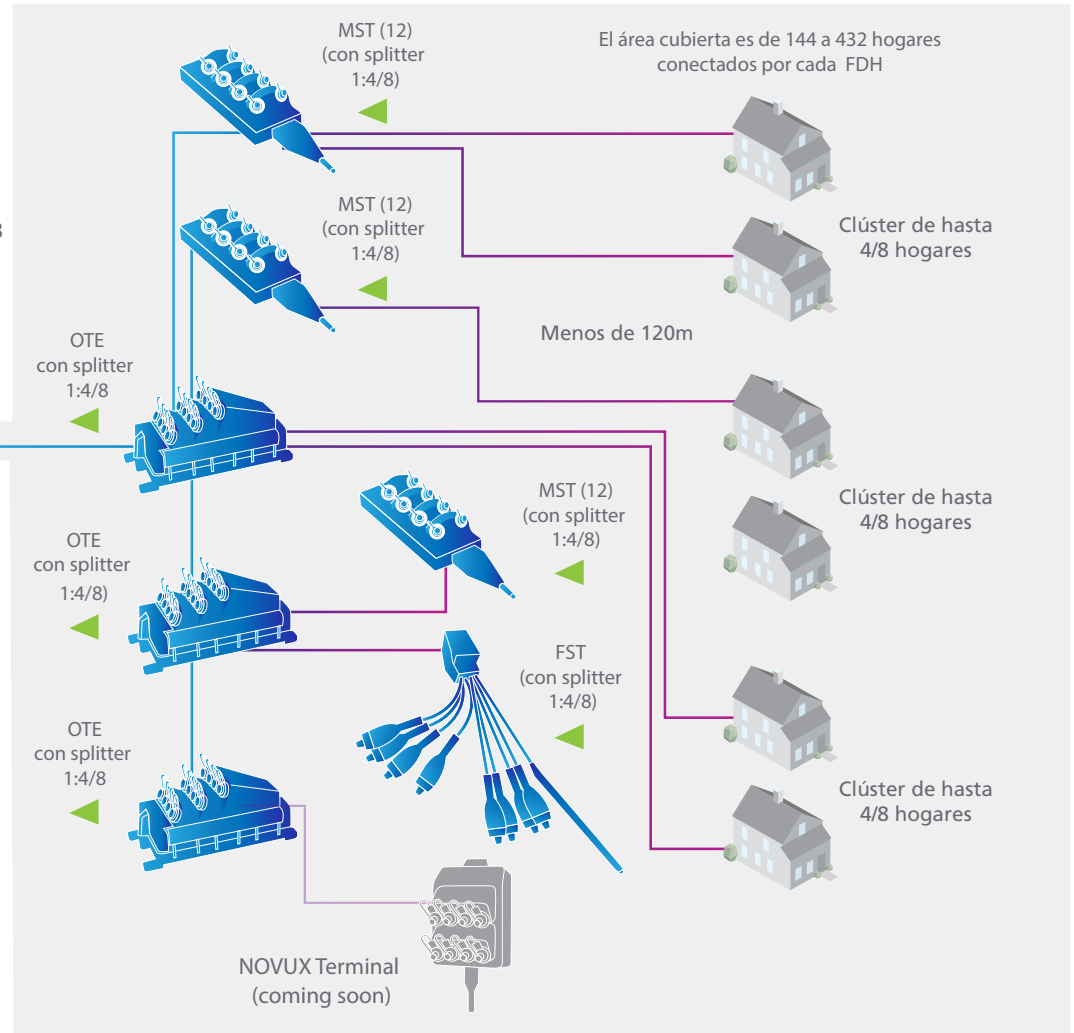 MST (12)
(con splitter
1:4/8)
El área cubierta es de 144 a 432 hogares
conectados por cada FDH
MST (12)
(con splitter
1:4/8)
Clúster de hasta
4/8 hogares
Menos de 120m
OTE
con splitter
1:4/8
MST (12)
(con splitter
1:4/8)
Clúster de hasta
4/8 hogares
OTE
con splitter
1:4/8)
FST
(con splitter
1:4/8)
OTE
con splitter
1:4/8
Clúster de hasta
4/8 hogares
NOVUX Terminal
(coming soon)